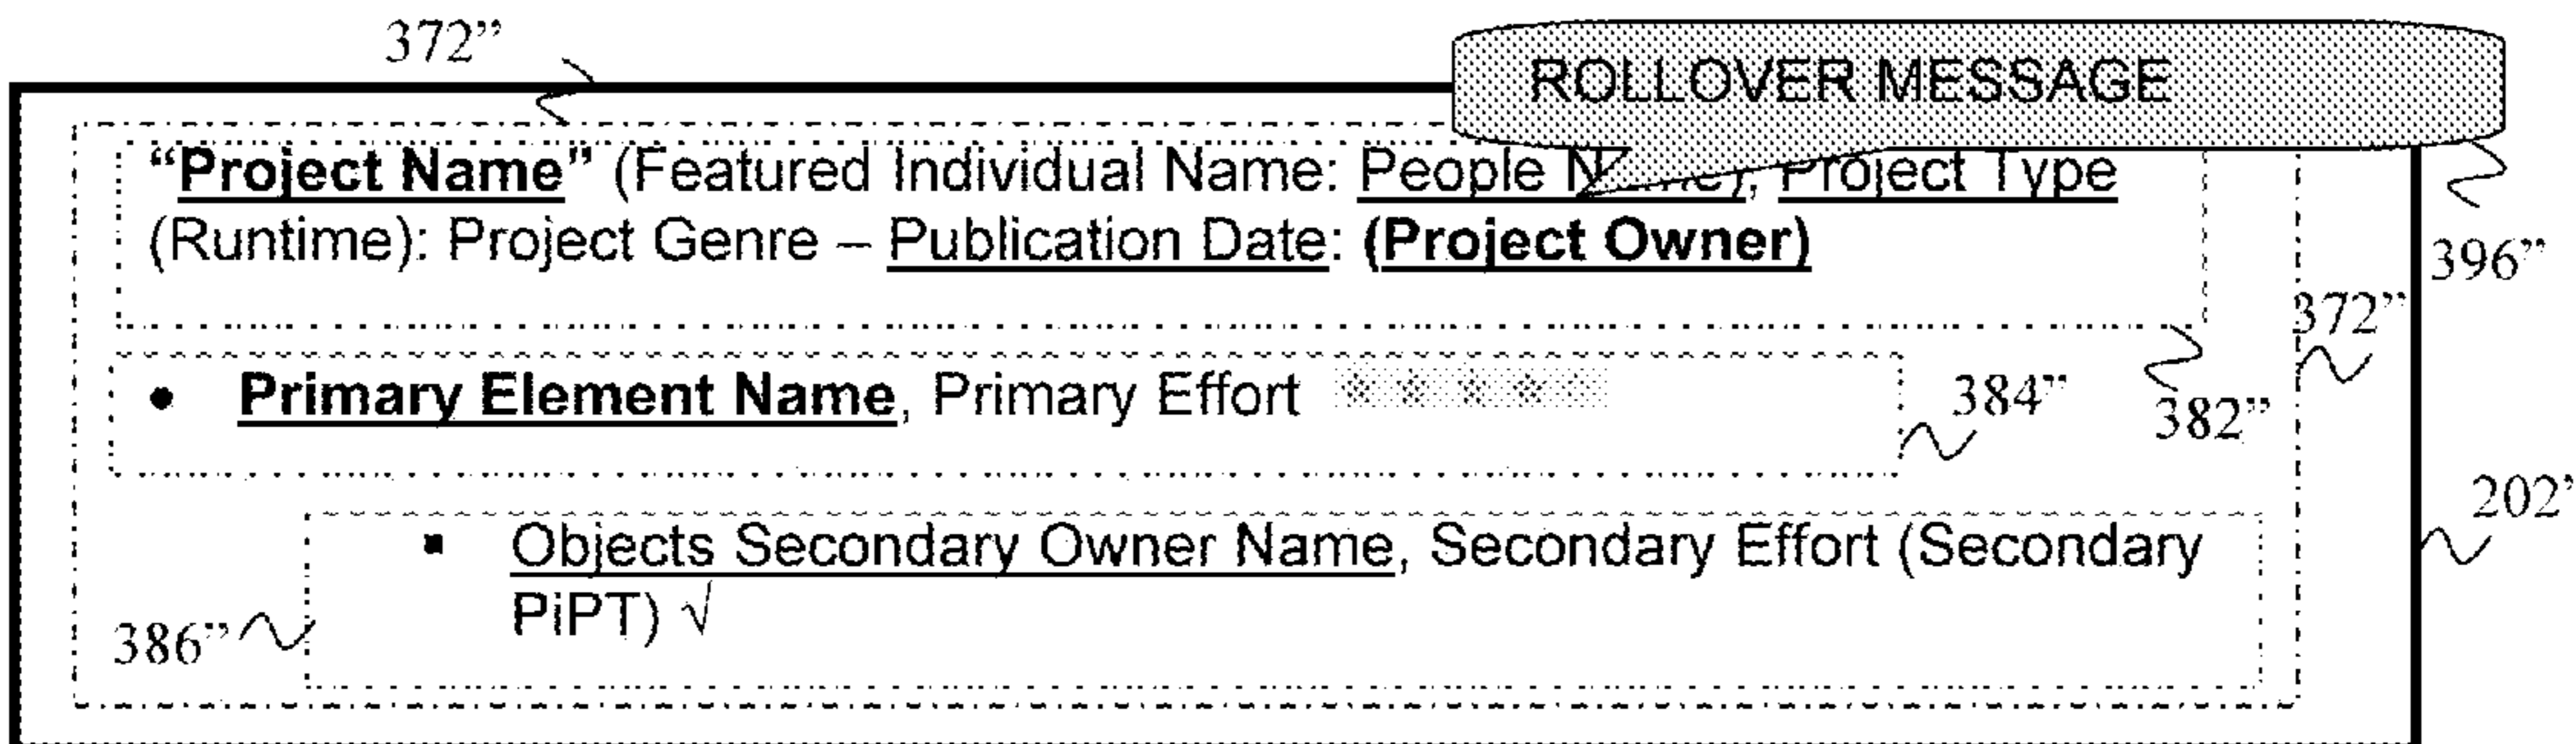 372”
ROLLOVER MESSAGE
“Project Name” (Featured Individual Name: People Project Type
(Runtime): Project Genre – Publication Date: (Project Owner)
396”
372”
• Primary Element Name, Primary Effort
384”
382”
202’
▪ Objects Secondary Owner Name, Secondary Effort (Secondary
PiPT) √
386”